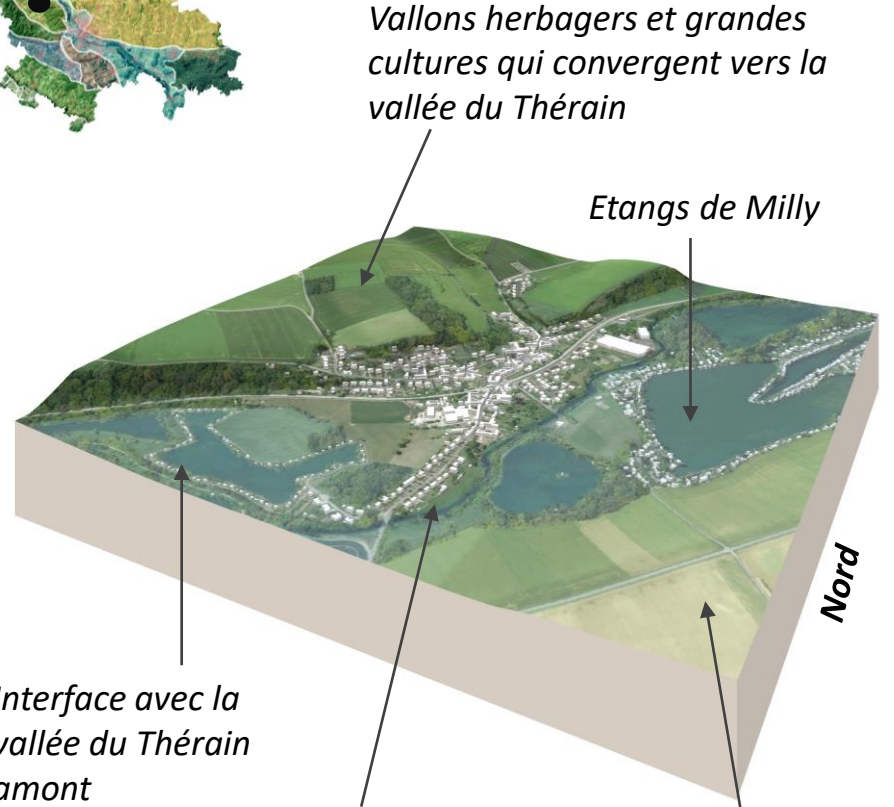 Vallons herbagers et grandes
cultures qui convergent vers la
vallée du Thérain
Etangs de Milly
Nord
Interface avec la
vallée du Thérain
amont